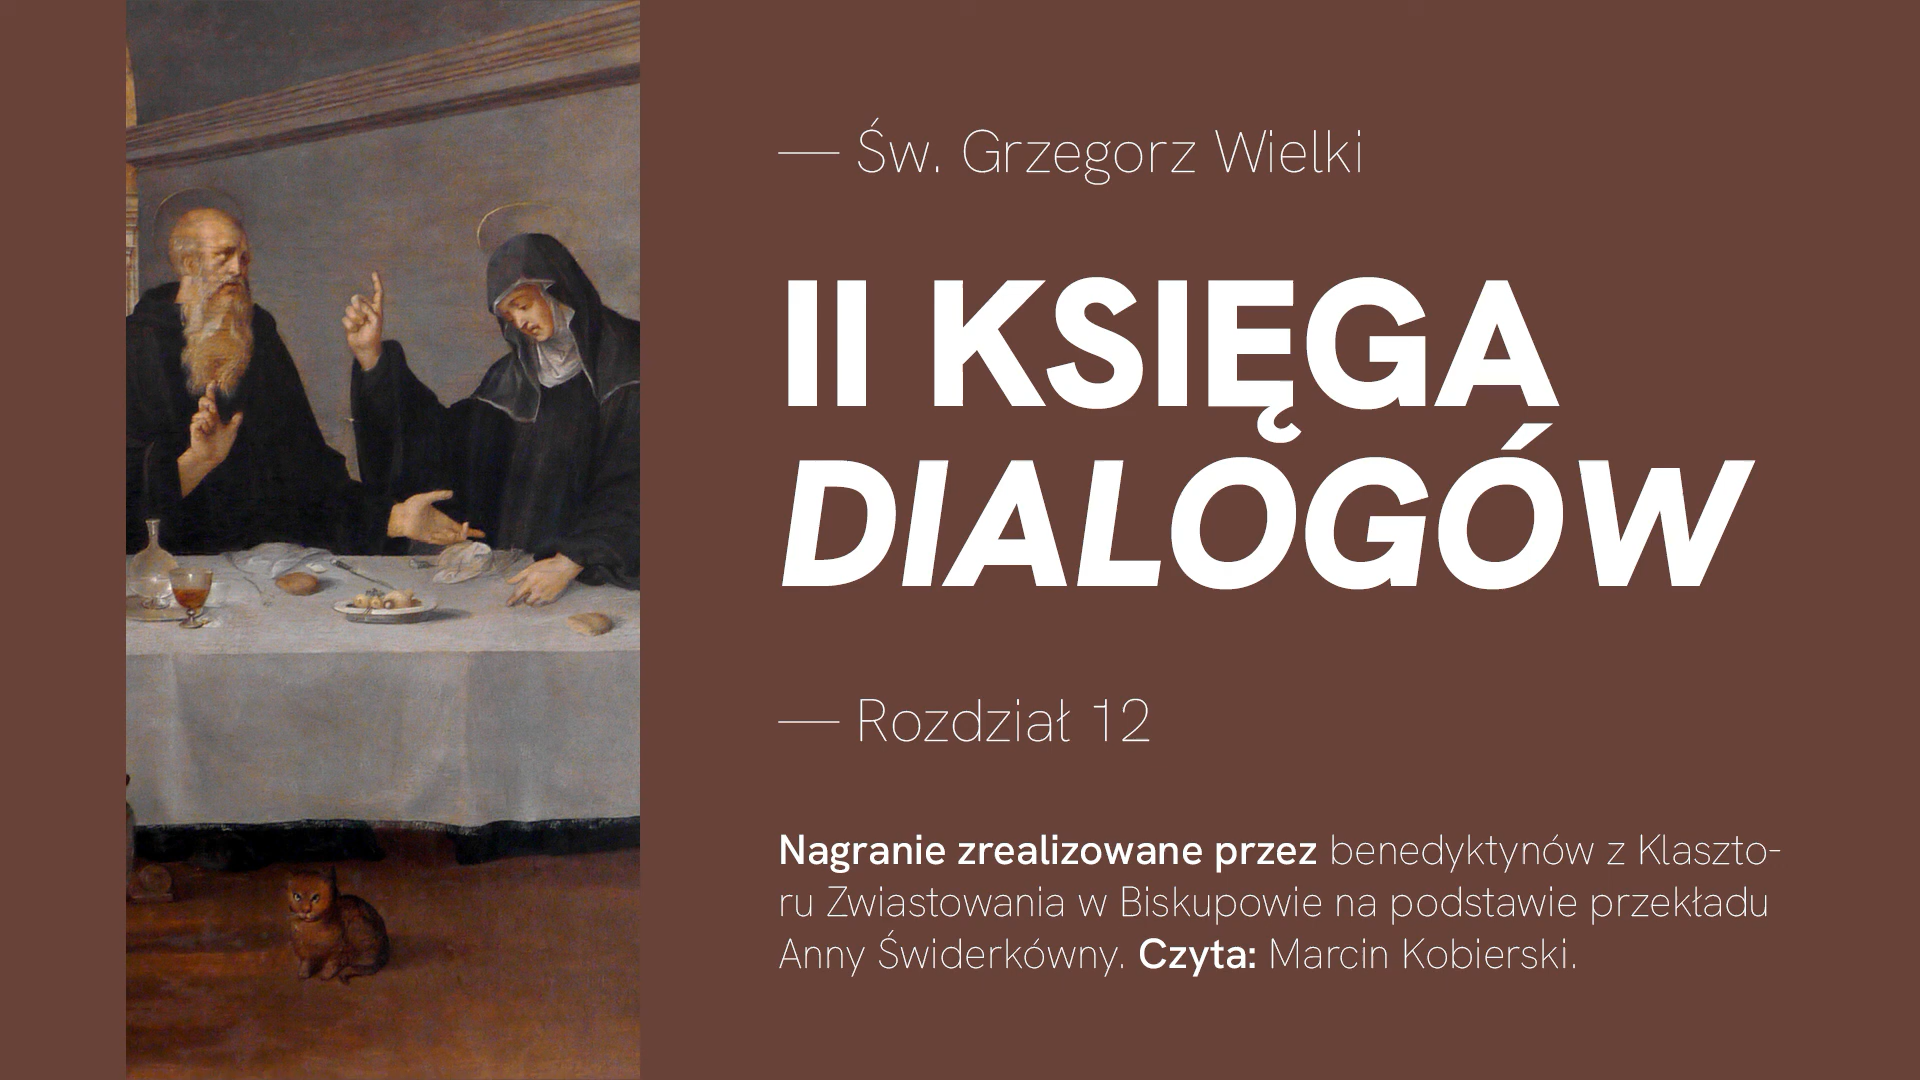 — Św. Grzegorz Wielki
II KSIĘGA
DIALOGÓW
— Rozdział 12
Nagranie zrealizowane przez benedyktynów z Klaszto-
ru Zwiastowania w Biskupowie na podstawie przekładu
Anny Świderkówny. Czyta: Marcin Kobierski.